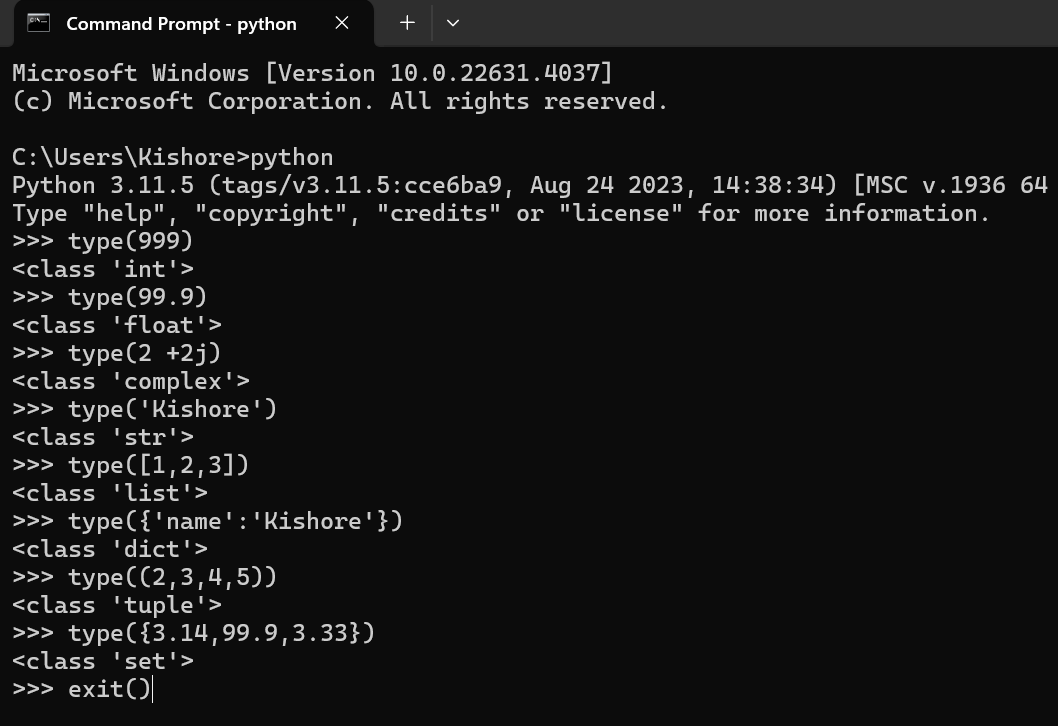 Command Prompt - python
Microsoft Windows [Version 10.0.22631.4037]
(c) Microsoft Corporation. All rights reserved.
C:\Users\Kishore>python
Python 3.11.5 (tags/v3.11.5:cce6ba9, Aug 24 2023, 14:38:34) [MSC v.1936 64
Type "help", "copyright", "credits" or "license" for more information.
>>> type(999)
<class 'int'>
>>> type(99.9)
<class 'float'>
>>> type(2 +2j)
<class 'complex'>
>>> type('Kishore')
<class 'str'>
>>> type([1,2,3])
<class 'list'>
>>> type({'name':'Kishore'})
<class 'dict'>
>>> type((2,3,4,5))
<class 'tuple'>
>>> type({3.14,99.9,3.33})
<class 'set'>
>>> exit()